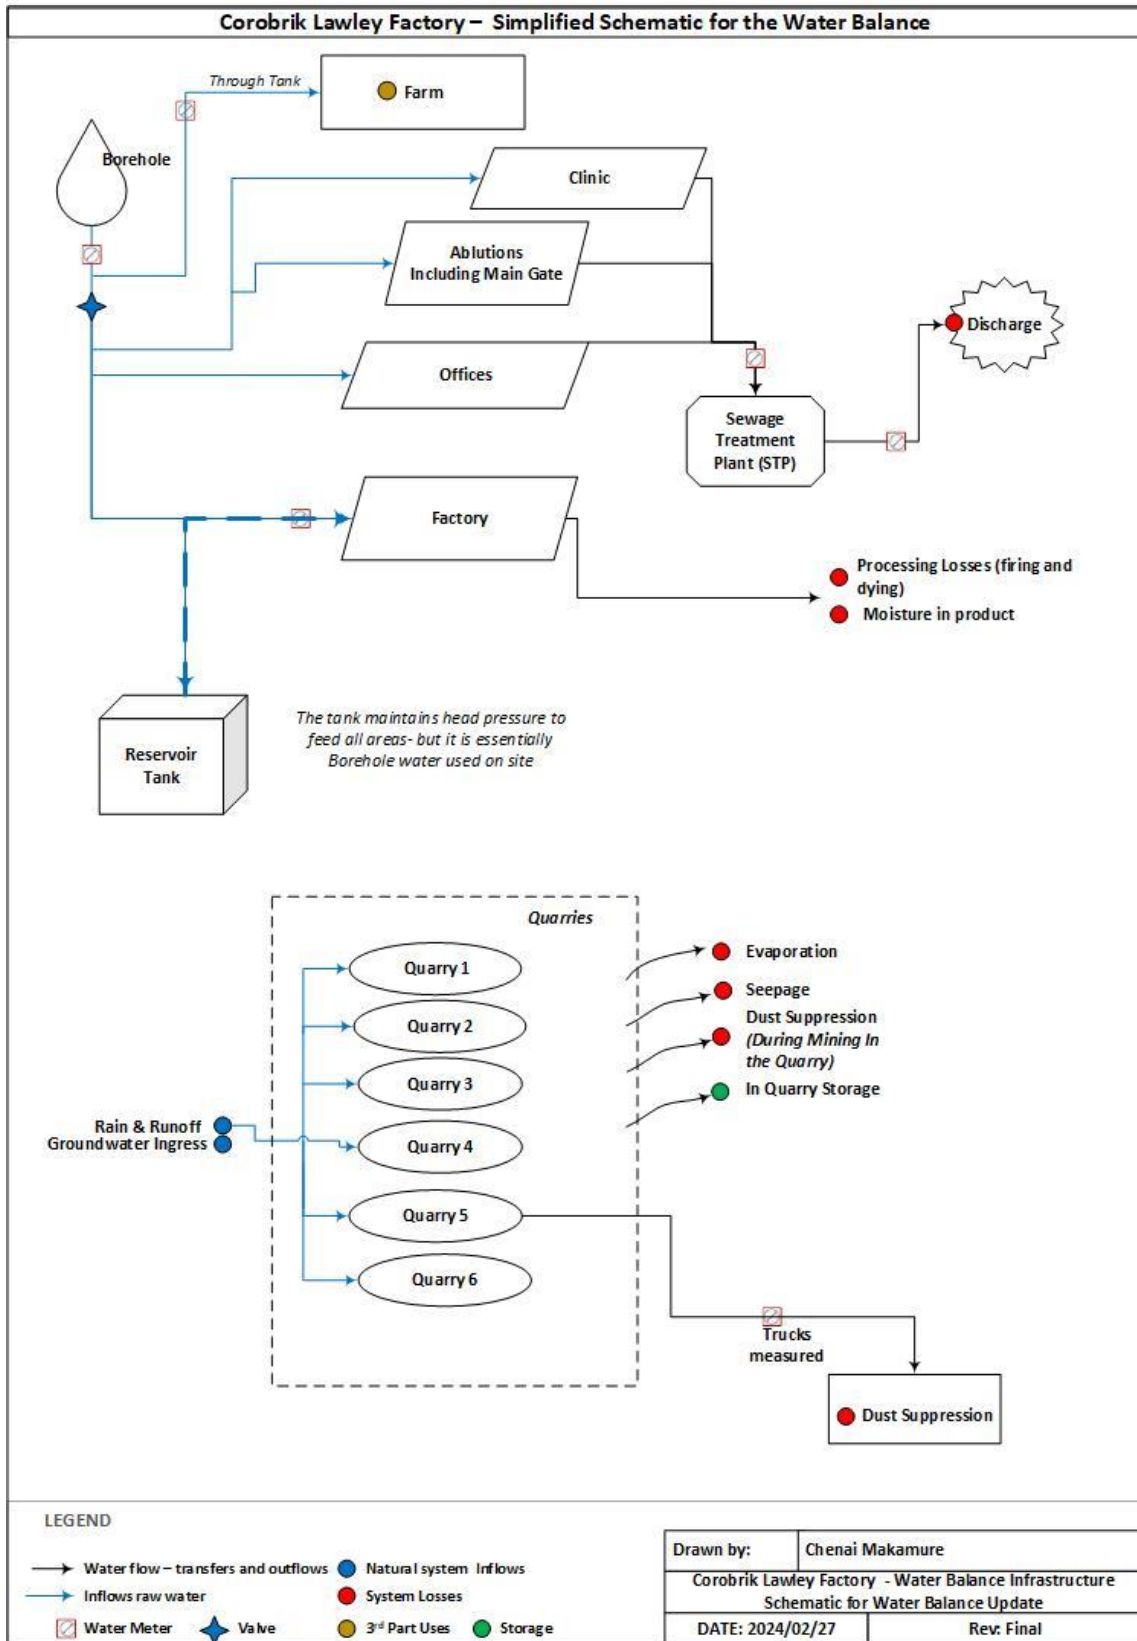 Corobrik Lawley Factory – Simplified Schematic for the Water Balance
Through Tank
Farm
Borehole
Clinic
Ablutions
Including Main Gate
Discharge
Offices
Sewage
Treatment
Plant (STP)
Factory
Processing Losses (firing and
dying)
Moisture in product
The tank maintains head pressure to
feed all areas- but it is essentially
Borehole water used on site
Reservoir
Tank
Quarries
Quarry 1
Quarry 2
Quarry 3
Quarry 4
Quarry 5
Quarry 6
Evaporation
Seepage
Dust Suppression
(During Mining In
the Quarry)
In Quarry Storage
Rain & Runoff
Groundwater Ingress
Trucks
measured
Dust Suppression
LEGEND
Water flow – transfers and outflows
Natural system Inflows
Inflows raw water
System Losses
Water Meter
Valve
3rd Part Uses
Storage
Drawn by:
Chenai Makamure
Corobrik Lawley Factory - Water Balance Infrastructure
Schematic for Water Balance Update
DATE: 2024/02/27
Rev: Final